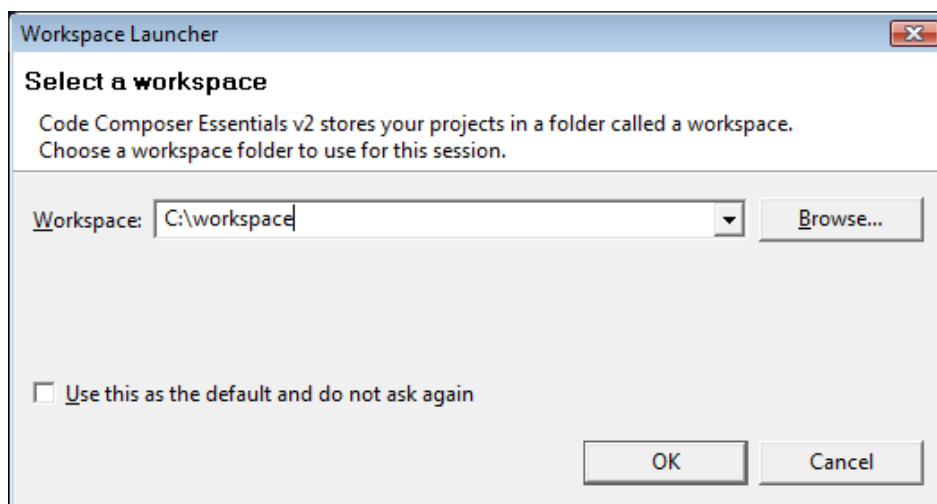 Workspace Launcher
Select a workspace
Code Composer Essentials v2 stores your projects in a folder called a workspace.
Choose a workspace folder to use for this session.
Workspace: C:\workspace Browse...
Use this as the default and do not ask again
OK Cancel